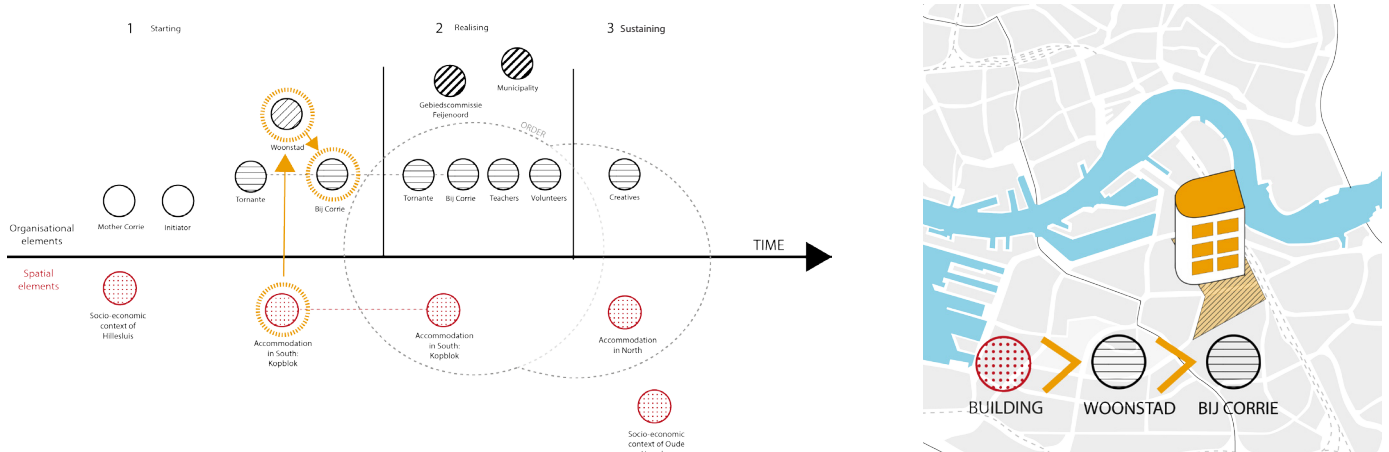 1 Starting
2 Realising
3 Sustaining
Municipality
Gebiedscommissie
Feijenoord
ORDER
Woonstad
Tornante
Bij Corrie
Tornante
Bij Corrie
Teachers
Volunteers
Creatives
Mother Corrie
Initiator
Organisational
elements
TIME
Spatial
elements
Socio-economic
context of
Hillesluis
Accommodation
in South:
Kopblok
Accommodation
in South:
Kopblok
Accommodation
in North
Socio-economic
context of Oude
BUILDING
WOONSTAD
BIJ CORRIE